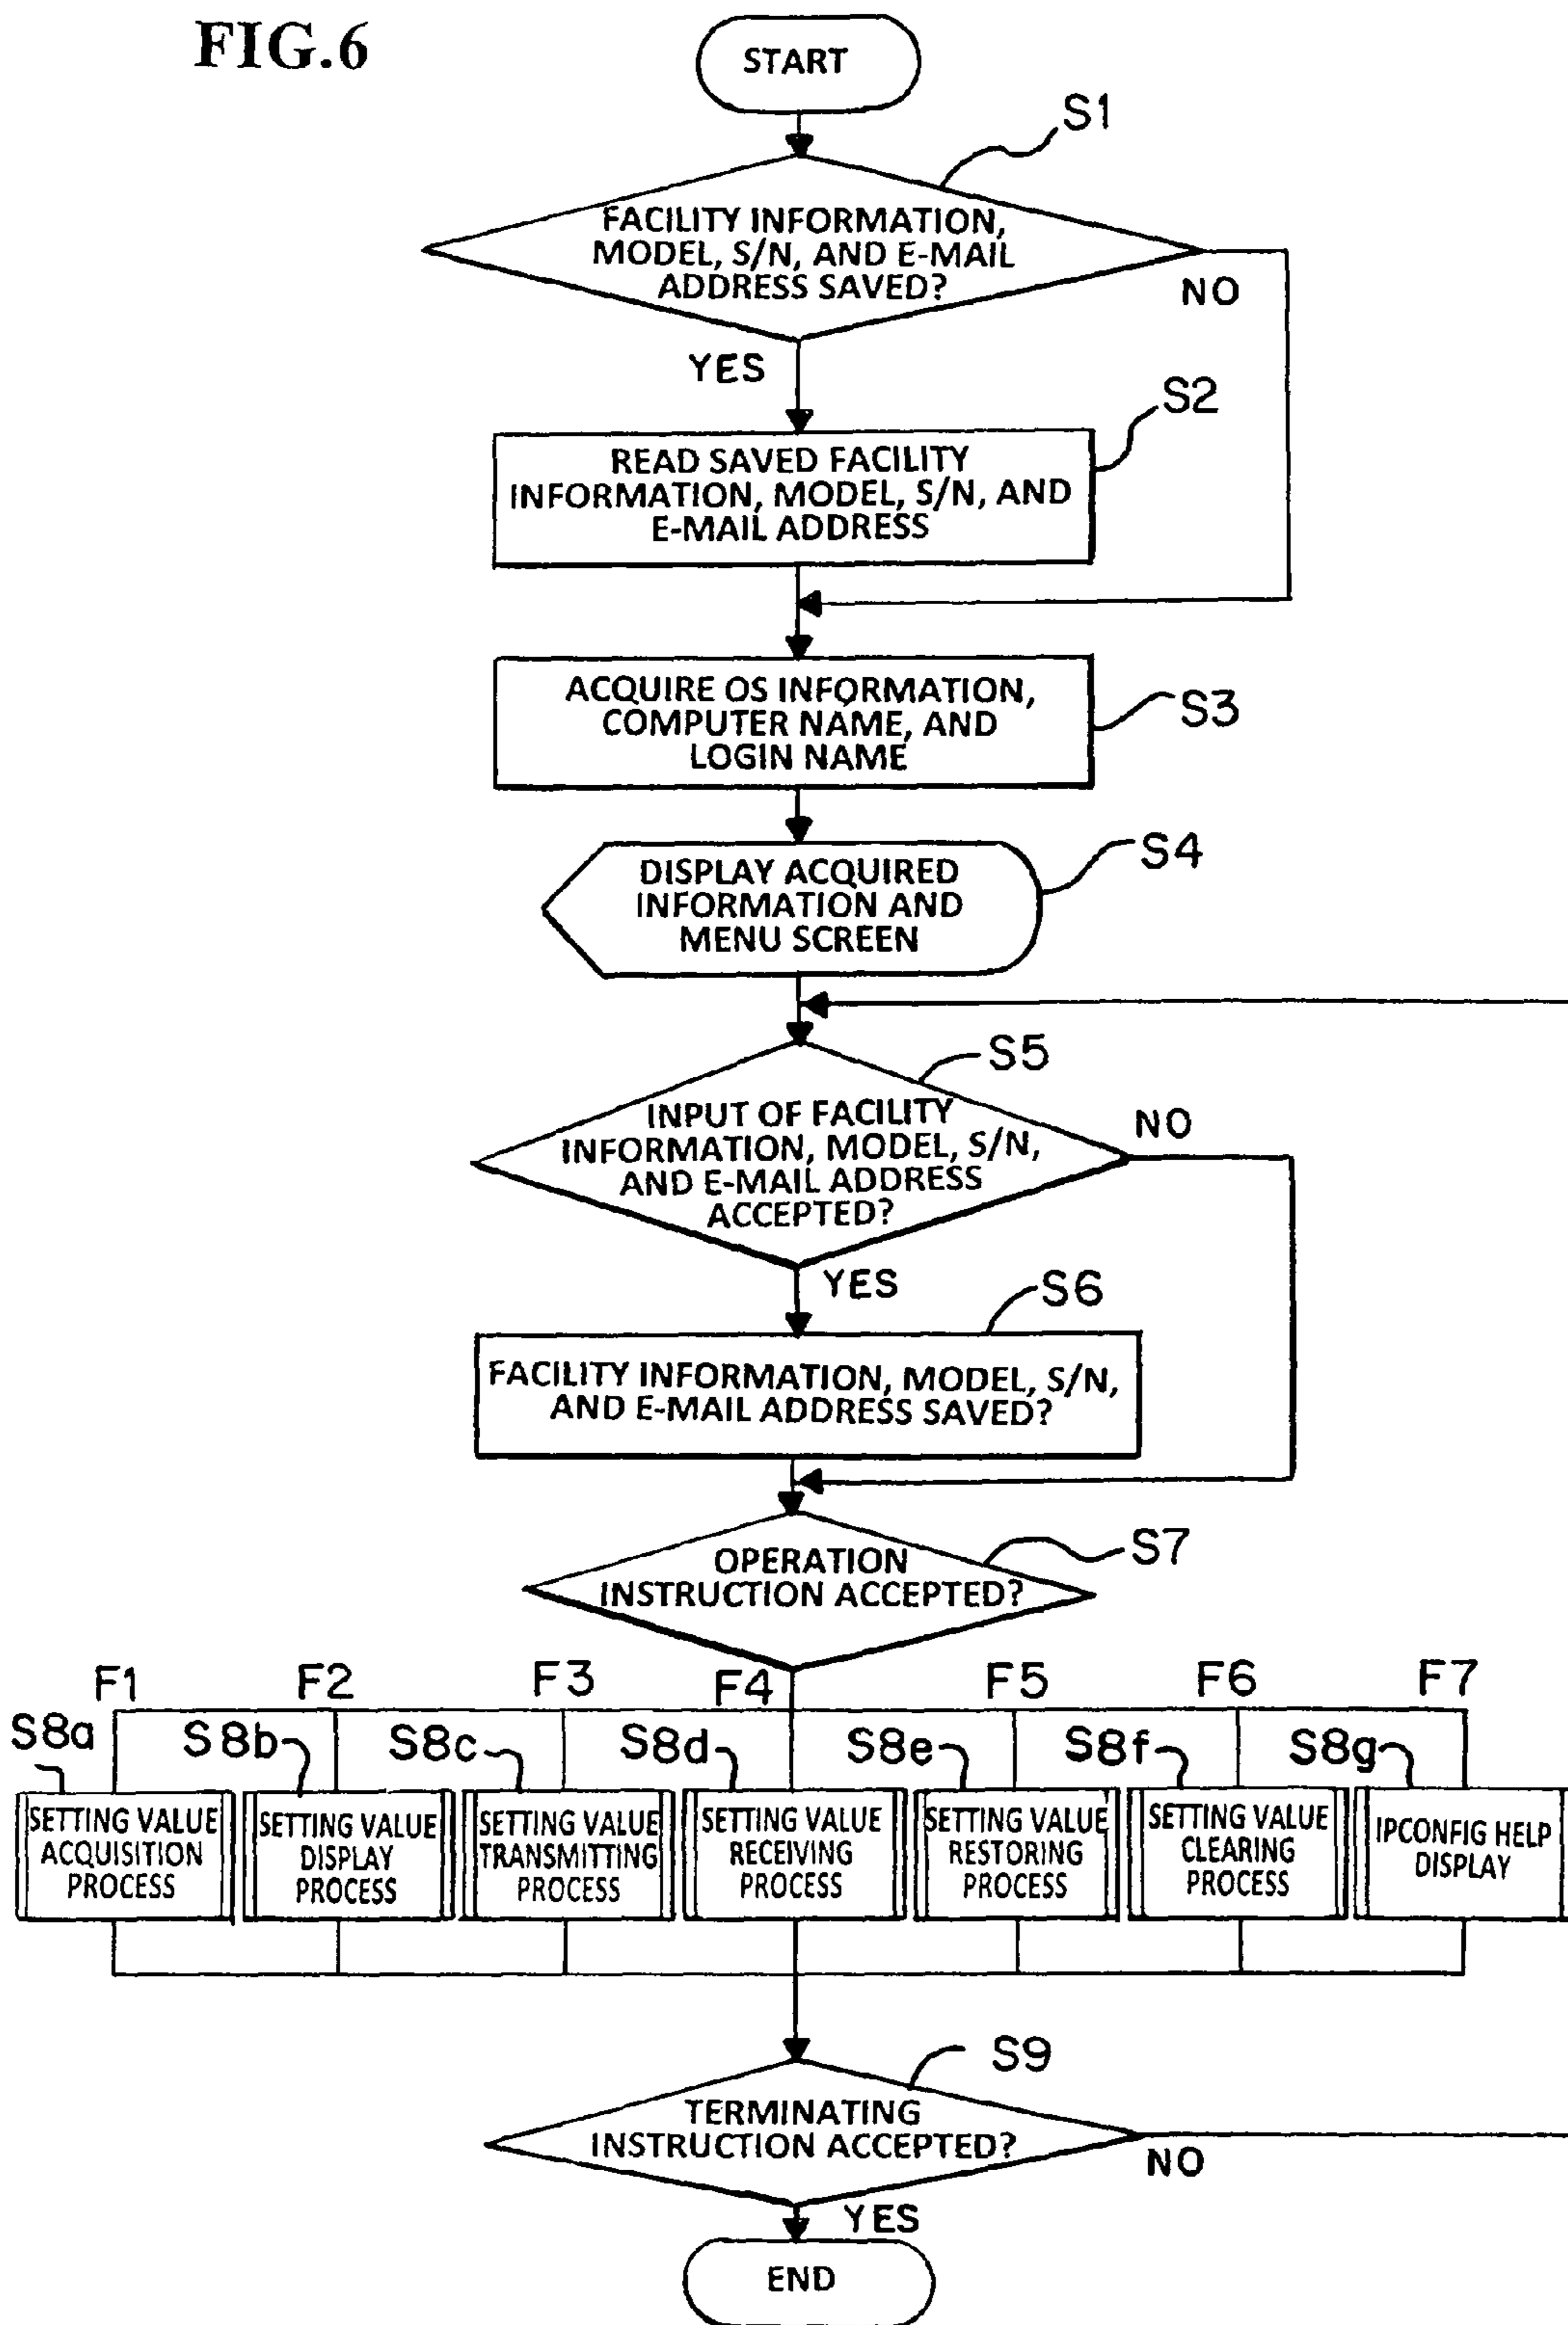 FIG.6
START
S1
FACILITY INFORMATION,
MODEL, S/N, AND E-MAIL
ADDRESS SAVED?
NO
YES
S2
READ SAVED FACILITY
INFORMATION, MODEL, S/N, AND
E-MAIL ADDRESS
ACQUIRE OS INFORMATION,
COMPUTER NAME, AND
LOGIN NAME
S3
DISPLAY ACQUIRED
INFORMATION AND
MENU SCREEN
S4
S5
INPUT OF FACILITY
INFORMATION, MODEL, S/N,
AND E-MAIL ADDRESS
ACCEPTED?
NO
YES
S6
FACILITY INFORMATION, MODEL, S/N,
AND E-MAIL ADDRESS SAVED?
S7
OPERATION
INSTRUCTION ACCEPTED?
F1 F2 F3 F4 F5 F6 F7
S8a S8b S8c S8d S8e S8f S8g
SETTING VALUE
ACQUISITION
PROCESS
SETTING VALUE
DISPLAY
PROCESS
SETTING VALUE
TRANSMITTING
PROCESS
SETTING VALUE
RECEIVING
PROCESS
SETTING VALUE
RESTORING
PROCESS
SETTING VALUE
CLEARING
PROCESS
IPCONFIG HELP
DISPLAY
S9
TERMINATING
INSTRUCTION ACCEPTED?
NO
YES
END